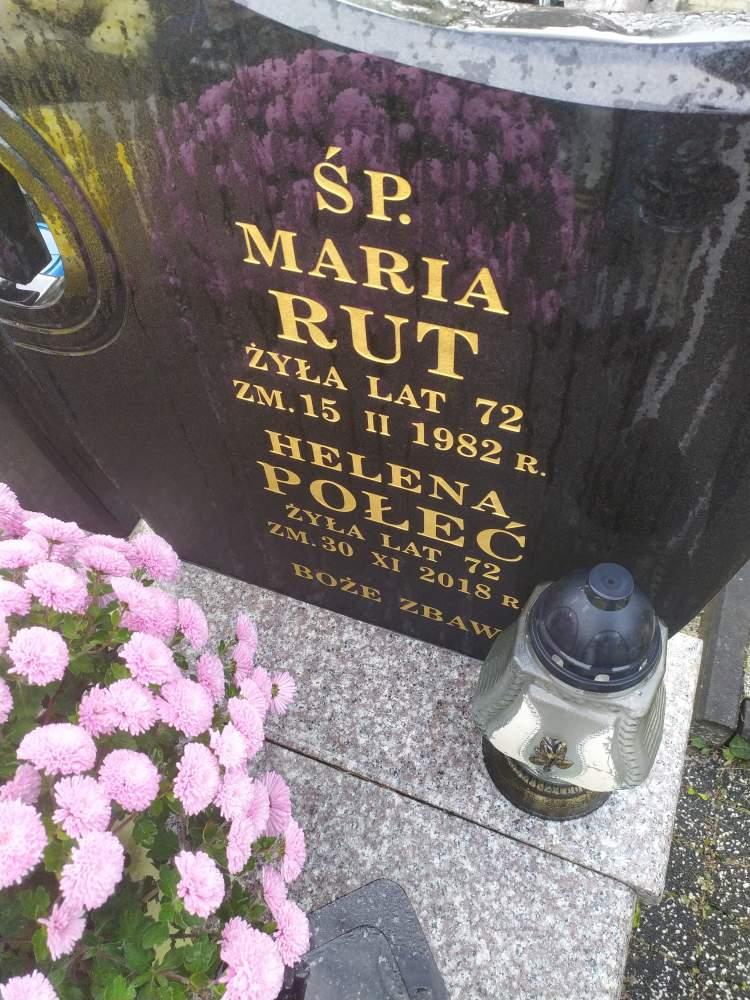 ŚP.
MARIA
RUT
ŻYŁA LAT 72
ZM. 15 II 1982 R.
HELENA
POŁEĆ
ŻYŁA LAT 72
ZM. 30 XI 2018 R
BOŻE ZBAW